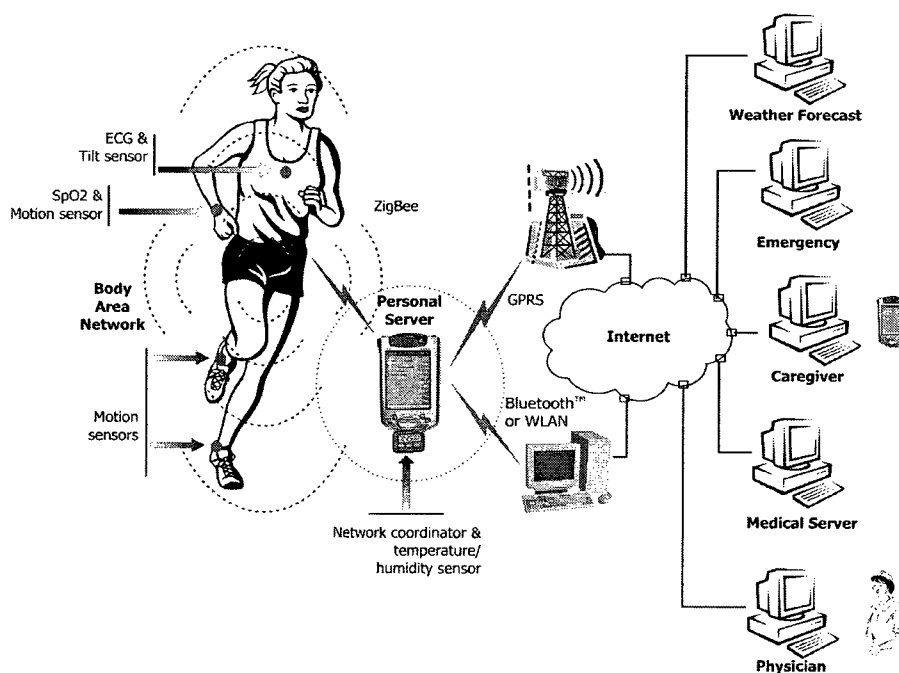 Weather Forecast
ECG &
Tilt sensor
SpO2 &
Motion sensor
ZigBee
Emergency
Body
Area
Network
Personal
Server
GPRS
Internet
Caregiver
Motion
sensors
Bluetooth™
or WLAN
Medical Server
Network coordinator &
temperature/
humidity sensor
Physician